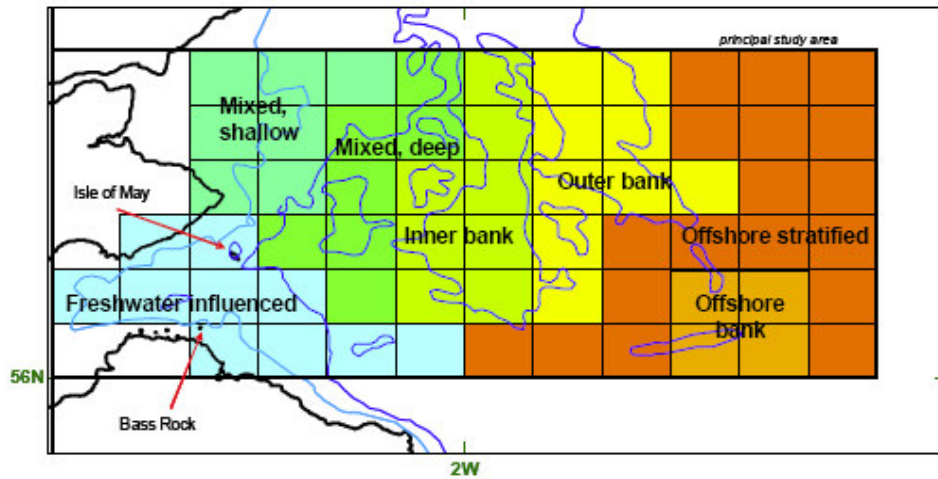 principal study area
Mixed,
shallow
Mixed, deep
Isle of May
Outer bank
Inner bank
Offshore stratified
Freshwater influenced
Offshore
bank
56N
Bass Rock
2W